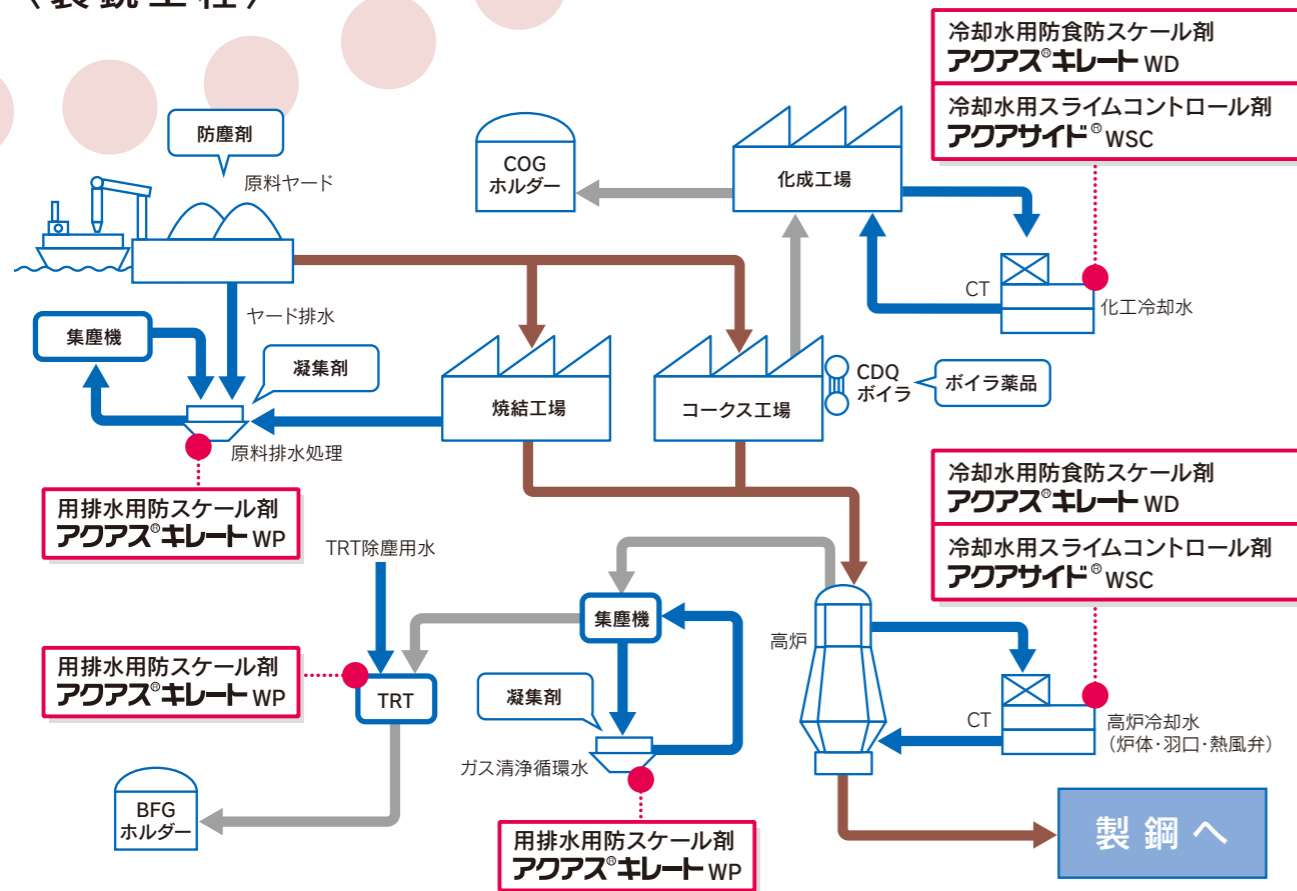 〈製銑工程〉
冷却水用防食防スケール剤
アクアス®キレート WD
冷却水用スライムコントロール剤
アクアサイド® WSC
防塵剤
原料ヤード
COG
ホルダー
化成工場
CT
化工冷却水
ヤード排水
集塵機
凝集剤
原料排水処理
焼結工場
コークス工場
CDQ
ボイラ
ボイラ薬品
用排水用防スケール剤
アクアス®キレート WP
冷却水用防食防スケール剤
アクアス®キレート WD
冷却水用スライムコントロール剤
アクアサイド® WSC
TRT除塵用水
集塵機
高炉
用排水用防スケール剤
アクアス®キレート WP
TRT
凝集剤
CT
高炉冷却水
（炉体・羽口・熱風弁）
ガス清浄循環水
BFG
ホルダー
用排水用防スケール剤
アクアス®キレート WP
製鋼へ